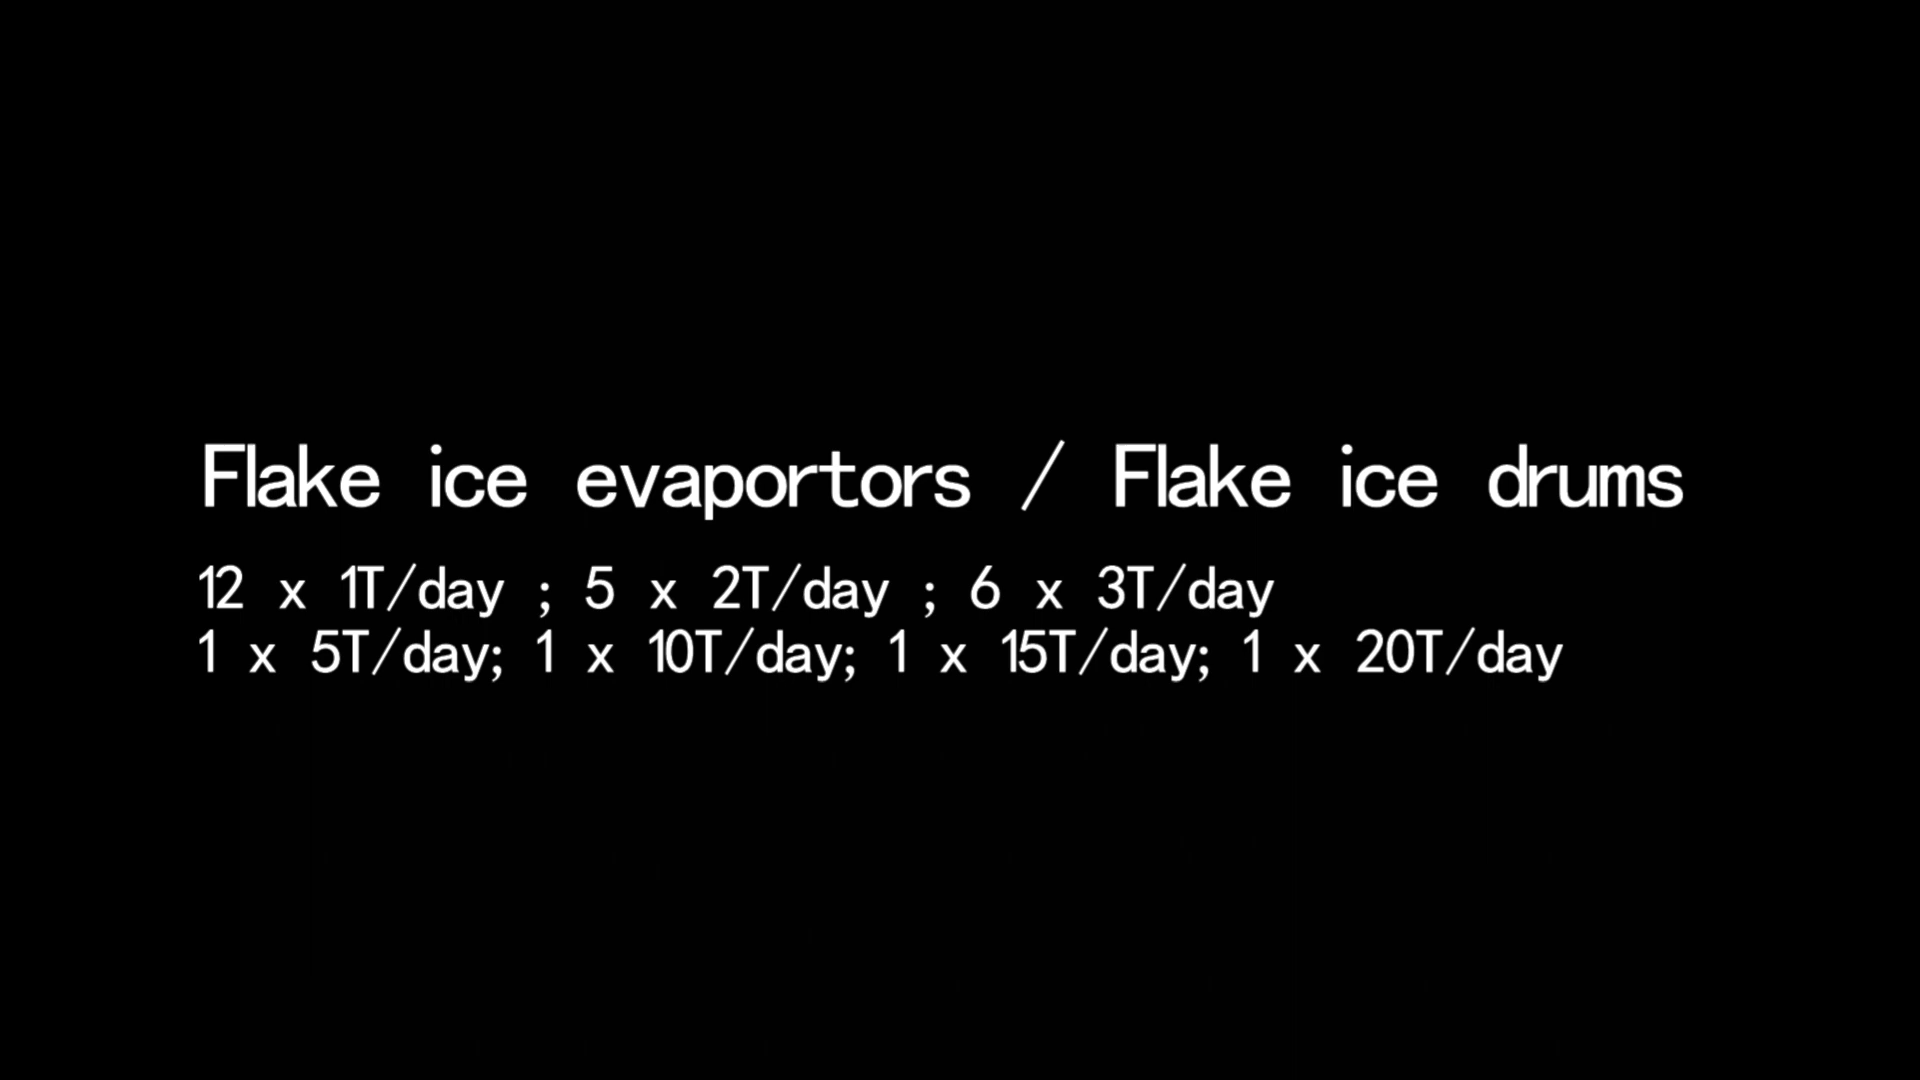 Flake ice evaportors / Flake ice drums
12 x 1T/day ; 5 x 2T/day ; 6 x 3T/day
1 x 5T/day; 1 x 10T/day; 1 x 15T/day; 1 x 20T/day